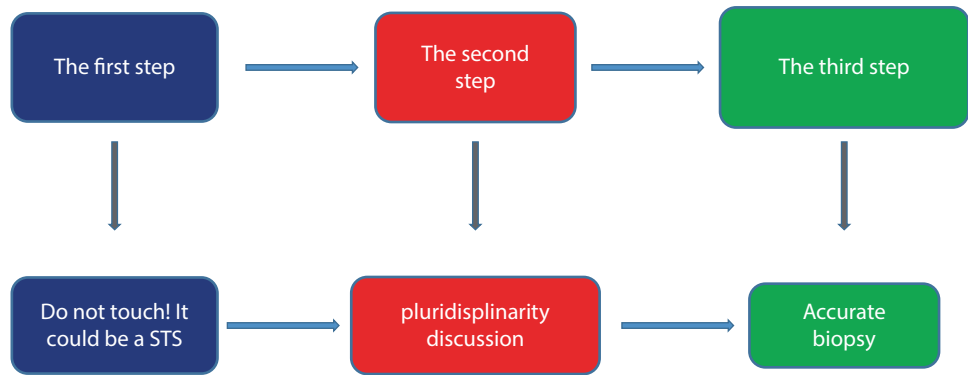 The first step
The second
step
The third step
Do not touch! It
could be a STS
pluridisplinarity
discussion
Accurate
biopsy